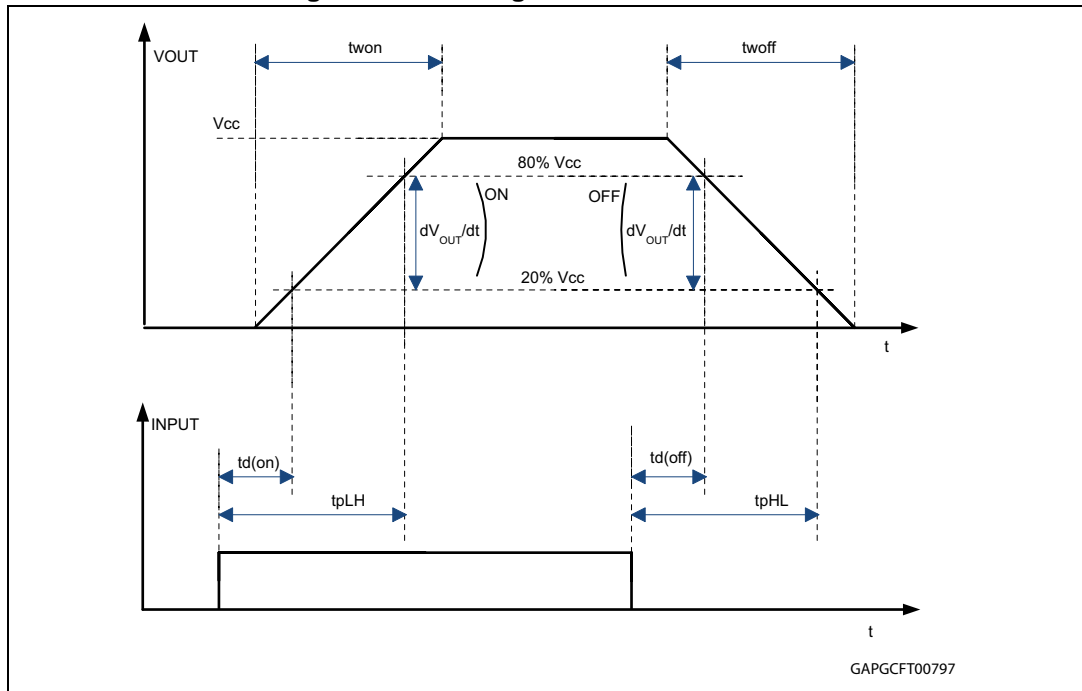 VOUT
twon
twoff
Vcc
80% Vcc
ON
OFF
dVOUT/dt
dVOUT/dt
20% Vcc
t
INPUT
td(on)
td(off)
tpLH
tpHL
t
GAPGCFT00797